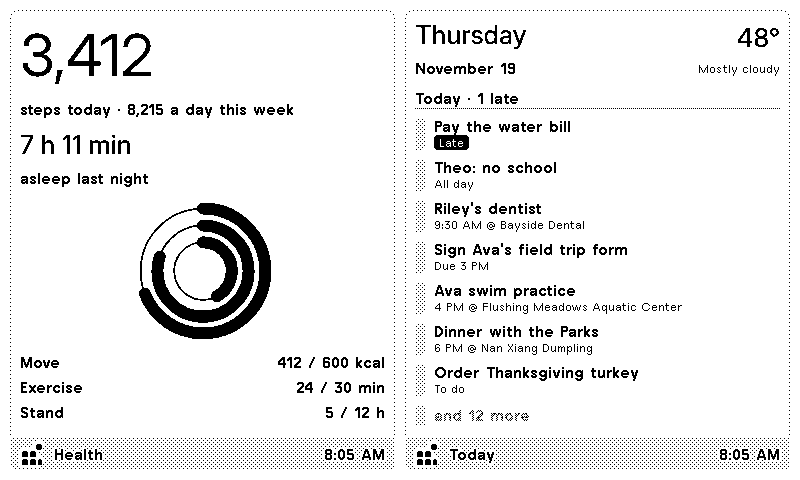 3,412
steps today · 8,215 a day this week
7 h 11 min
asleep last night
Move 412 / 600 kcal
Exercise 24 / 30 min
Stand 5 / 12 h
Health 8:05 AM
Thursday 48°
November 19 Mostly cloudy
Today · 1 late
Pay the water bill
Late
Theo: no school
All day
Riley's dentist
9:30 AM @ Bayside Dental
Sign Ava's field trip form
Due 3 PM
Ava swim practice
4 PM @ Flushing Meadows Aquatic Center
Dinner with the Parks
6 PM @ Nan Xiang Dumpling
Order Thanksgiving turkey
To do
and 12 more
Today 8:05 AM